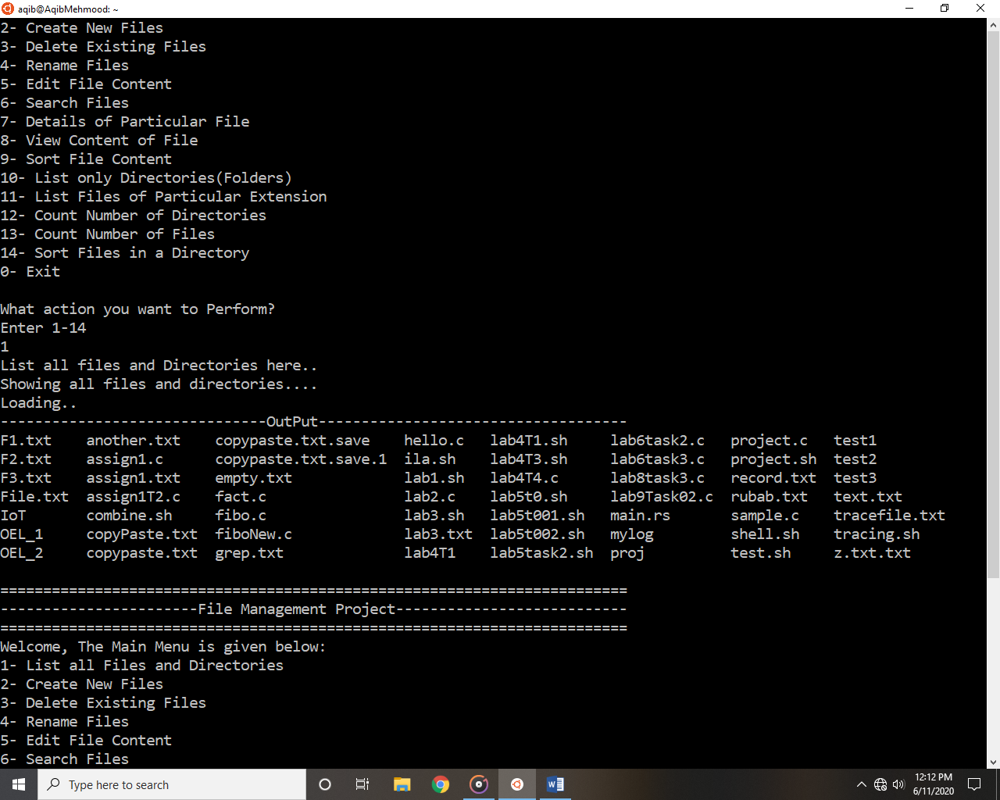 aqib@AqibMehmood: ~
2- Create New Files
3- Delete Existing Files
4- Rename Files
5- Edit File Content
6- Search Files
7- Details of Particular File
8- View Content of File
9- Sort File Content
10- List only Directories(Folders)
11- List Files of Particular Extension
12- Count Number of Directories
13- Count Number of Files
14- Sort Files in a Directory
0- Exit
What action you want to Perform?
Enter 1-14
1
List all files and Directories here..
Showing all files and directories....
Loading..
-------------------------------OutPut------------------------------------
F1.txt    another.txt    copypaste.txt.save    hello.c    lab4T1.sh    lab6task2.c    project.c    test1
F2.txt    assign1.c    copypaste.txt.save.1    ila.sh    lab4T3.sh    lab6task3.c    project.sh    test2
F3.txt    assign1.txt    empty.txt    lab1.sh    lab4T4.c    lab8task3.c    record.txt    test3
File.txt    assign1T2.c    fact.c    lab2.c    lab5t0.sh    lab9Task02.c    rubab.txt    text.txt
IoT    combine.sh    fibo.c    lab3.sh    lab5t001.sh    main.rs    sample.c    tracefile.txt
OEL_1    copyPaste.txt    fiboNew.c    lab3.txt    lab5t002.sh    mylog    shell.sh    tracing.sh
OEL_2    copypaste.txt    grep.txt    lab4T1    lab5task2.sh    proj    test.sh    z.txt.txt
=========================================================================
-----------------------File Management Project---------------------------
=========================================================================
Welcome, The Main Menu is given below:
1- List all Files and Directories
2- Create New Files
3- Delete Existing Files
4- Rename Files
5- Edit File Content
6- Search Files
Type here to search
12:12 PM
6/11/2020